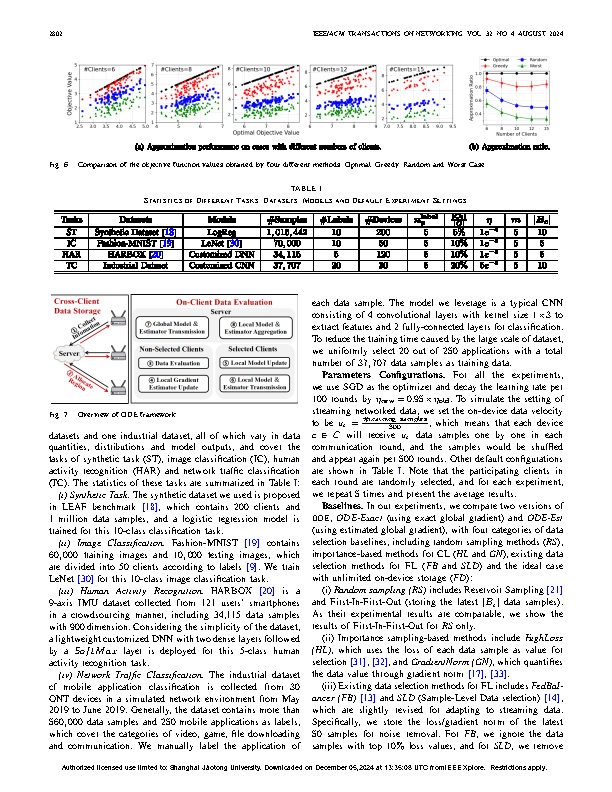 2802
IEEE/ACM TRANSACTIONS ON NETWORKING, VOL. 32, NO. 4, AUGUST 2024
#Clients=6
#Clients=8
#Clients=10
#Clients=12
#Clients=15
Objective Value
Optimal Objective Value
Optimal
Random
Greedy
Worst
Approximation Ratio
Number of Clients
(a) Approximation performance on cases with different numbers of clients.
(b) Approximation ratio.
Fig. 6. Comparison of the objective function values obtained by four different methods: Optimal, Greedy, Random and Worst Case.
TABLE I
STATISTICS OF DIFFERENT TASKS, DATASETS, MODELS AND DEFAULT EXPERIMENT SETTINGS
Tasks Datasets Models #Samples #Labels #Devices n_c^label |C_t|/|C| η m |B_c|
ST Synthetic Dataset [18] LogReg 1,016,442 10 200 5 5% 1e−4 5 10
IC Fashion-MNIST [19] LeNet [30] 70,000 10 50 5 10% 1e−3 5 5
HAR HARBOX [20] Customized DNN 34,115 5 120 5 10% 1e−3 5 5
TC Industrial Dataset Customized CNN 37,707 20 30 5 20% 5e−3 5 10
Cross-Client
Data Storage
On-Client Data Evaluation
Server
① Collect
Information
Server
② Allocate
Region
⑦ Global Model &
Estimator Transmission
⑧ Local Model &
Estimator Aggregation
Non-Selected Clients
Selected Clients
③ Data Evaluation
⑤ Local Model Update
④ Local Gradient
Estimator Update
⑥ Local Model &
Estimator Transmission
Fig. 7. Overview of ODE framework.
datasets and one industrial dataset, all of which vary in data
quantities, distributions and model outputs, and cover the
tasks of synthetic task (ST), image classification (IC), human
activity recognition (HAR) and network traffic classification
(TC). The statistics of these tasks are summarized in Table I:
(i) Synthetic Task. The synthetic dataset we used is proposed
in LEAF benchmark [18], which contains 200 clients and
1 million data samples, and a logistic regression model is
trained for this 10-class classification task.
(ii) Image Classification. Fashion-MNIST [19] contains
60,000 training images and 10,000 testing images, which
are divided into 50 clients according to labels [9]. We train
LeNet [30] for this 10-class image classification task.
(iii) Human Activity Recognition. HARBOX [20] is a
9-axis IMU dataset collected from 121 users' smartphones
in a crowdsourcing manner, including 34,115 data samples
with 900 dimension. Considering the simplicity of the dataset,
a lightweight customized DNN with two dense layers followed
by a SoftMax layer is deployed for this 5-class human
activity recognition task.
(iv) Network Traffic Classification. The industrial dataset
of mobile application classification is collected from 30
ONT devices in a simulated network environment from May
2019 to June 2019. Generally, the dataset contains more than
560,000 data samples and 250 mobile applications as labels,
which cover the categories of video, game, file downloading
and communication. We manually label the application of
each data sample. The model we leverage is a typical CNN
consisting of 4 convolutional layers with kernel size 1×3 to
extract features and 2 fully-connected layers for classification.
To reduce the training time caused by the large scale of dataset,
we uniformly select 20 out of 250 applications with a total
number of 37,707 data samples as training data.
Parameters Configurations. For all the experiments,
we use SGD as the optimizer and decay the learning rate per
100 rounds by η_new = 0.95 × η_old. To simulate the setting of
streaming networked data, we set the on-device data velocity
to be v_c = #training samples/500, which means that each device
c ∈ C will receive v_c data samples one by one in each
communication round, and the samples would be shuffled
and appear again per 500 rounds. Other default configurations
are shown in Table I. Note that the participating clients in
each round are randomly selected, and for each experiment,
we repeat 5 times and present the average results.
Baselines. In our experiments, we compare two versions of
ODE, ODE-Exact (using exact global gradient) and ODE-Est
(using estimated global gradient), with four categories of data
selection baselines, including random sampling methods (RS),
importance-based methods for CL (HL and GN), existing data
selection methods for FL (FB and SLD) and the ideal case
with unlimited on-device storage (FD):
(i) Random sampling (RS) includes Reservoir Sampling [21]
and First-In-First-Out (storing the latest |B_c| data samples).
As their experimental results are comparable, we show the
results of First-In-First-Out for RS only.
(ii) Importance sampling-based methods include HighLoss
(HL), which uses the loss of each data sample as value for
selection [31], [32], and GradientNorm (GN), which quantifies
the data value through gradient norm [17], [33].
(iii) Existing data selection methods for FL includes FedBal-
ancer (FB) [13] and SLD (Sample-Level Data Selection) [14],
which are slightly revised for adapting to streaming data.
Specifically, we store the loss/gradient norm of the latest
50 samples for noise removal. For FB, we ignore the data
samples with top 10% loss values, and for SLD, we remove
Authorized licensed use limited to: Shanghai Jiaotong University. Downloaded on December 05,2024 at 13:36:08 UTC from IEEE Xplore. Restrictions apply.